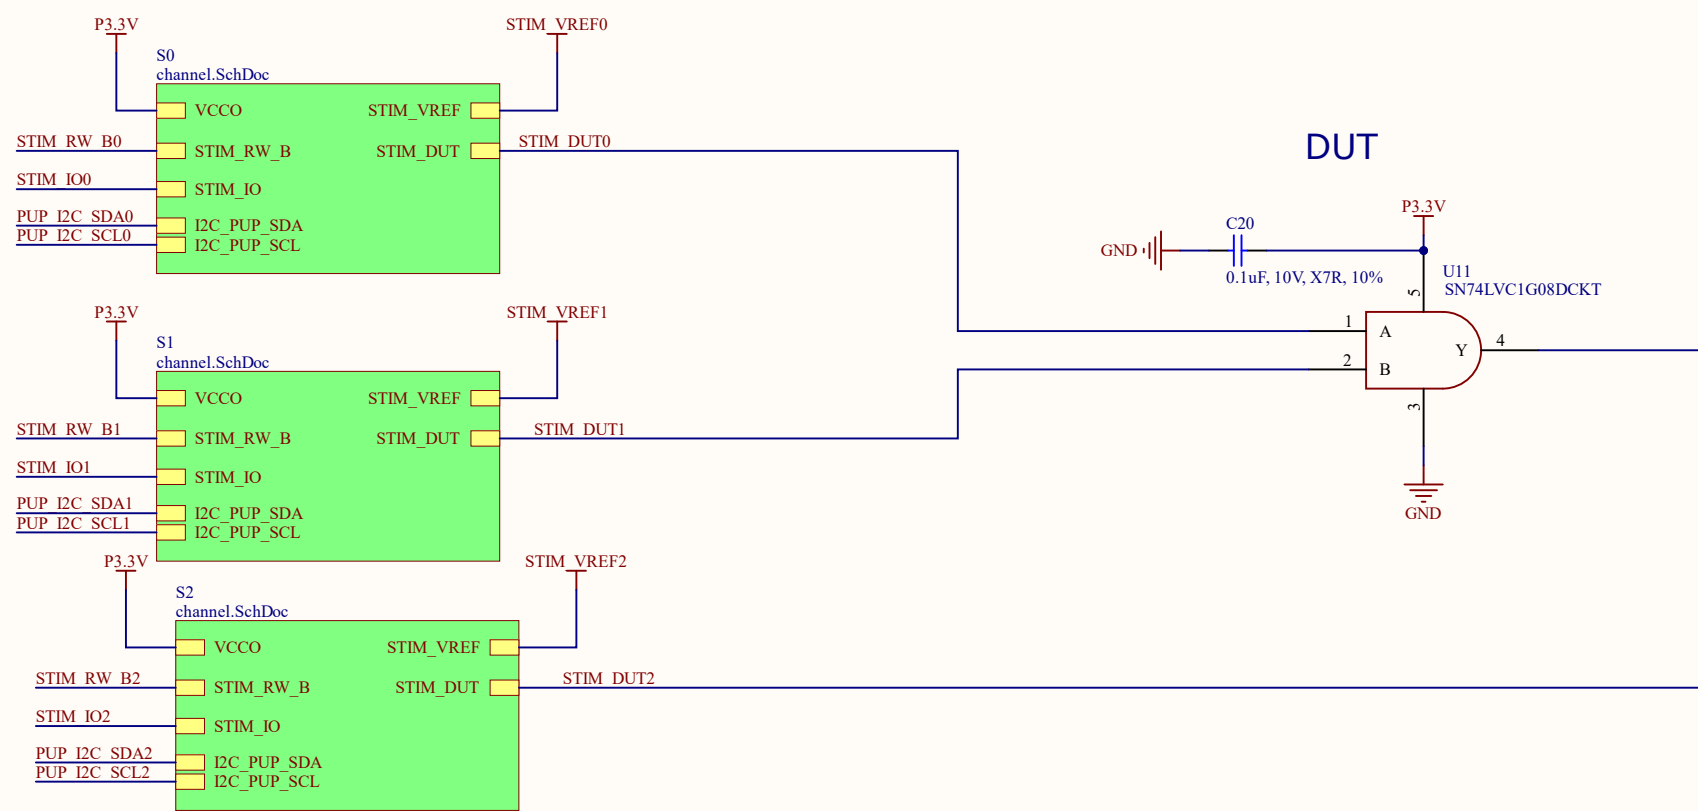 P3.3V
STIM_VREF0
S0
channel.SchDoc
VCCO
STIM_VREF
STIM_RW_B0
STIM_RW_B
STIM_DUT
STIM_DUT0
STIM_IO0
STIM_IO
PUP_I2C_SDA0
I2C_PUP_SDA
PUP_I2C_SCL0
I2C_PUP_SCL
P3.3V
STIM_VREF1
S1
channel.SchDoc
VCCO
STIM_VREF
STIM_RW_B1
STIM_RW_B
STIM_DUT
STIM_DUT1
STIM_IO1
STIM_IO
PUP_I2C_SDA1
I2C_PUP_SDA
PUP_I2C_SCL1
I2C_PUP_SCL
P3.3V
STIM_VREF2
S2
channel.SchDoc
VCCO
STIM_VREF
STIM_RW_B2
STIM_RW_B
STIM_DUT
STIM_DUT2
STIM_IO2
STIM_IO
PUP_I2C_SDA2
I2C_PUP_SDA
PUP_I2C_SCL2
I2C_PUP_SCL
DUT
P3.3V
C20
GND
0.1uF, 10V, X7R, 10%
U11
SN74LVC1G08DCKT
5
1
A
Y
4
2
B
3
GND